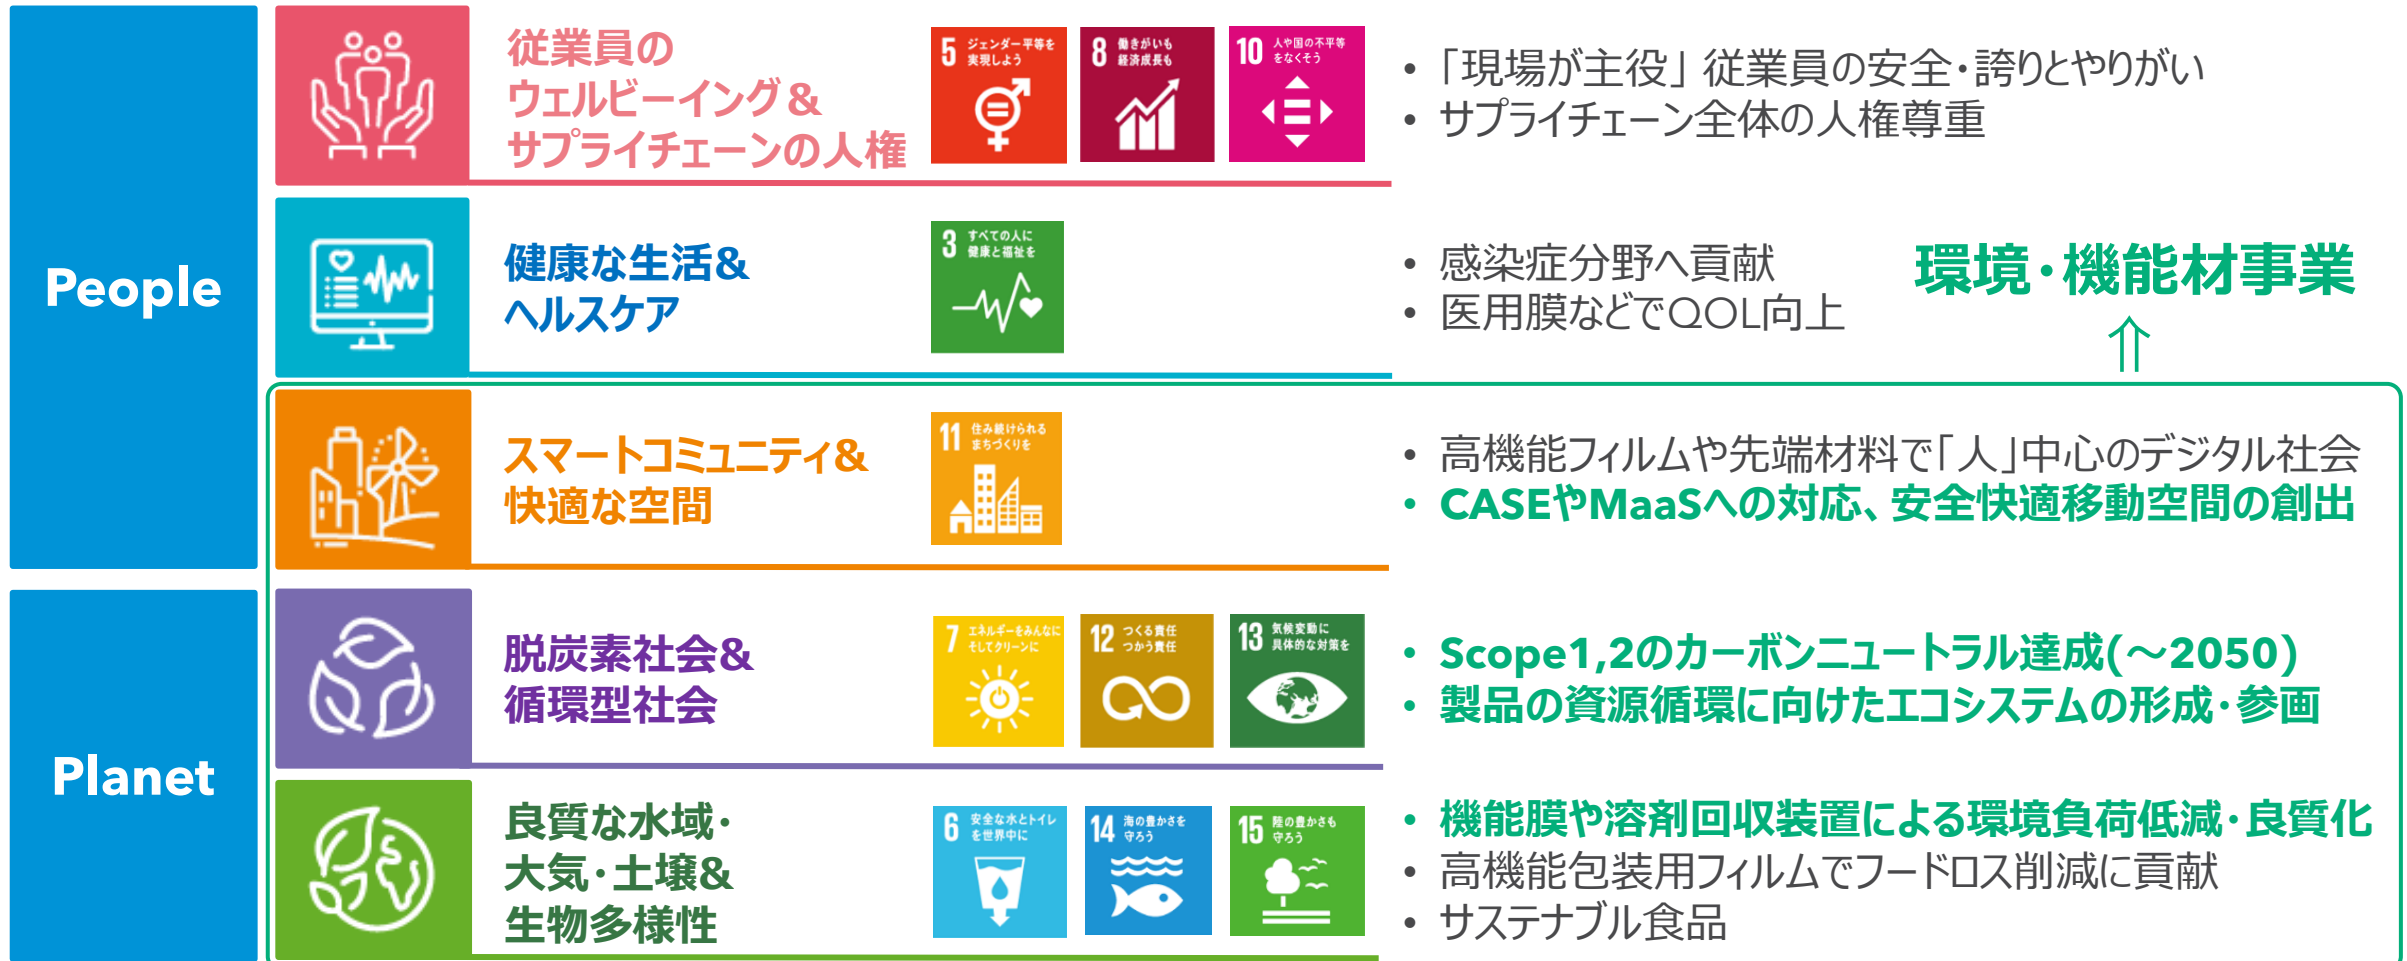 People
従業員の
ウェルビーイング&
サプライチェーンの人権
5 ジェンダー平等を
実現しよう
8 働きがいも
経済成長も
10 人や国の不平等
をなくそう
• 「現場が主役」 従業員の安全・誇りとやりがい
• サプライチェーン全体の人権尊重
健康な生活&
ヘルスケア
3 すべての人に
健康と福祉を
• 感染症分野へ貢献
• 医用膜などでQOL向上
環境・機能材事業
⇑
スマートコミュニティ&
快適な空間
11 住み続けられる
まちづくりを
• 高機能フィルムや先端材料で「人」中心のデジタル社会
• CASEやMaaSへの対応、安全快適移動空間の創出
Planet
脱炭素社会&
循環型社会
7 エネルギーをみんなに
そしてクリーンに
12 つくる責任
つかう責任
13 気候変動に
具体的な対策を
• Scope1,2のカーボンニュートラル達成(~2050)
• 製品の資源循環に向けたエコシステムの形成・参画
良質な水域・
大気・土壌&
生物多様性
6 安全な水とトイレ
を世界中に
14 海の豊かさを
守ろう
15 陸の豊かさも
守ろう
• 機能膜や溶剤回収装置による環境負荷低減・良質化
• 高機能包装用フィルムでフードロス削減に貢献
• サステナブル食品